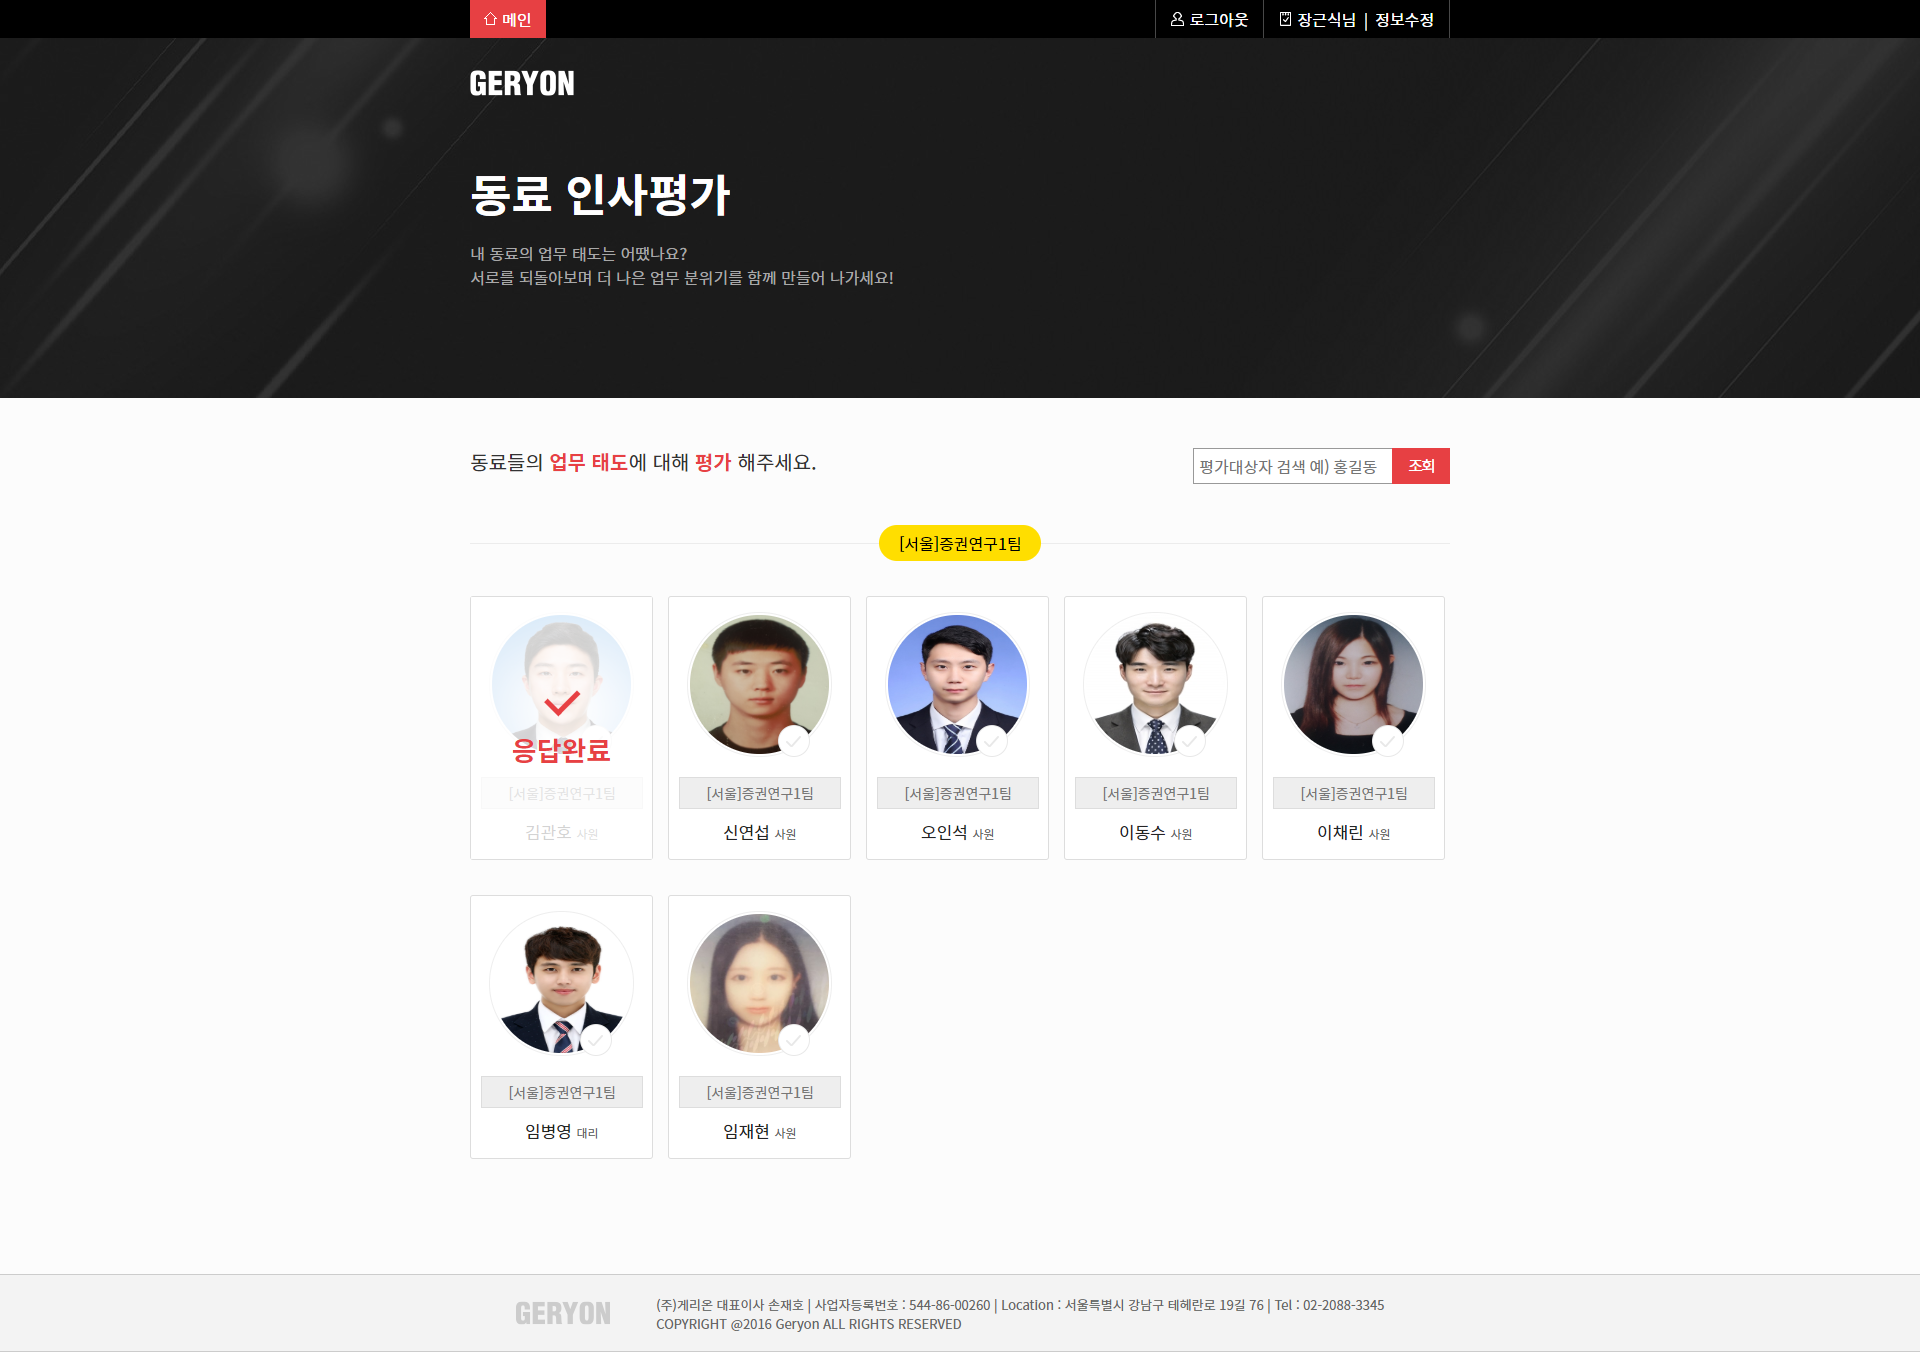 메인
로그아웃
장근식님 | 정보수정
GERYON
동료 인사평가
내 동료의 업무 태도는 어땠나요?
서로를 되돌아보며 더 나은 업무 분위기를 함께 만들어 나가세요!
동료들의 업무 태도에 대해 평가 해주세요.
평가대상자 검색 예) 홍길동
조회
[서울]증권연구1팀
응답완료
[서울]증권연구1팀
김관호 사원
[서울]증권연구1팀
신연섭 사원
[서울]증권연구1팀
오인석 사원
[서울]증권연구1팀
이동수 사원
[서울]증권연구1팀
이채린 사원
[서울]증권연구1팀
임병영 대리
[서울]증권연구1팀
임재현 사원
GERYON
(주)게리온 대표이사 손재호 | 사업자등록번호 : 544-86-00260 | Location : 서울특별시 강남구 테헤란로 19길 76 | Tel : 02-2088-3345
COPYRIGHT @2016 Geryon ALL RIGHTS RESERVED